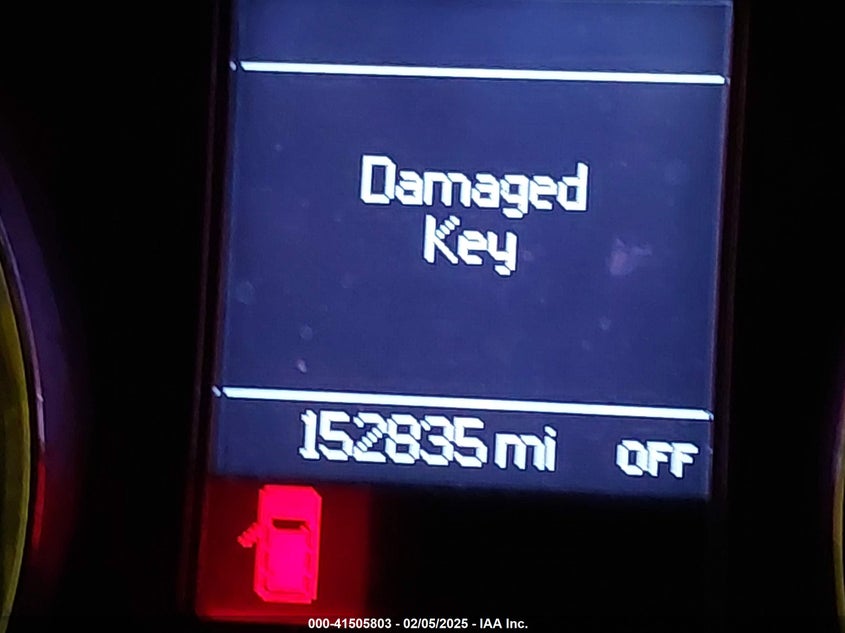 Damaged
Key
152835 mi OFF
000-41505803 - 02/05/2025 - IAA Inc.